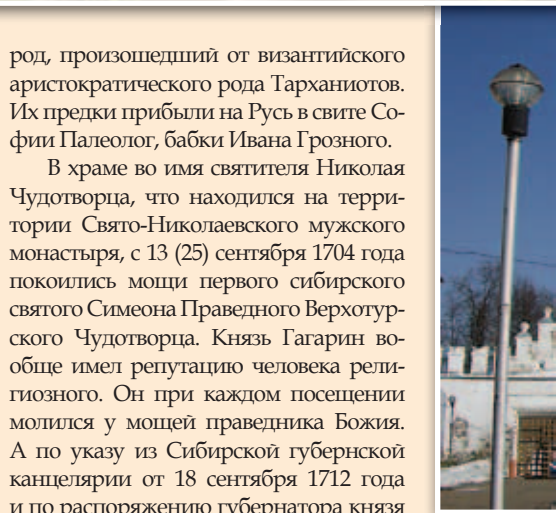 род, произошедший от византийского
аристократического рода Тарханиотов.
Их предки прибыли на Русь в свите Со-
фии Палеолог, бабки Ивана Грозного.
В храме во имя святителя Николая
Чудотворца, что находился на терри-
тории Свято-Николаевского мужского
монастыря, с 13 (25) сентября 1704 года
покоились мощи первого сибирского
святого Симеона Праведного Верхотур-
ского Чудотворца. Князь Гагарин во-
обще имел репутацию человека рели-
гиозного. Он при каждом посещении
молился у мощей праведника Божия.
А по указу из Сибирской губернской
канцелярии от 18 сентября 1712 года
и по распоряжению губернатора князя